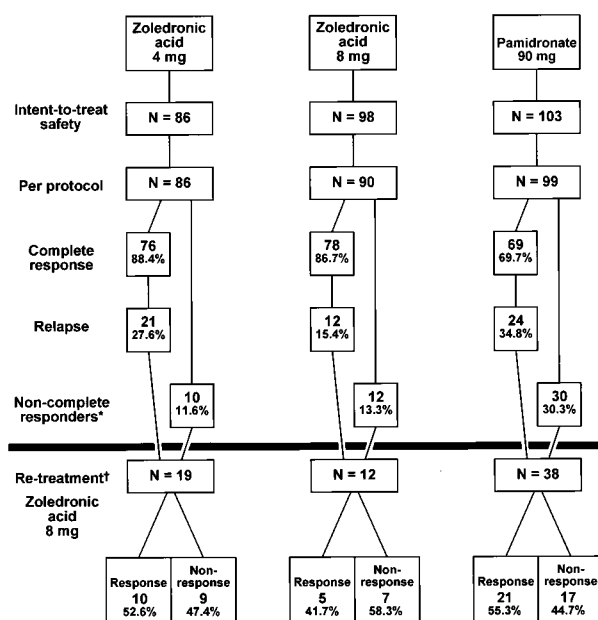 Zoledronic
acid
4 mg
Zoledronic
acid
8 mg
Pamidronate
90 mg
Intent-to-treat
safety
N = 86
N = 98
N = 103
Per protocol
N = 86
N = 90
N = 99
Complete
response
76
88.4%
78
86.7%
69
69.7%
Relapse
21
27.6%
12
15.4%
24
34.8%
Non-complete
responders*
10
11.6%
12
13.3%
30
30.3%
Re-treatment†
Zoledronic
acid
8 mg
N = 19
N = 12
N = 38
Response
10
52.6%
Non-
response
9
47.4%
Response
5
41.7%
Non-
response
7
58.3%
Response
21
55.3%
Non-
response
17
44.7%